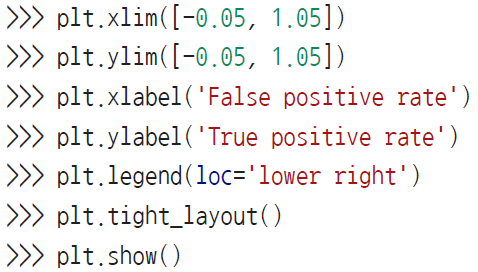 >>> plt.xlim([-0.05, 1.05])
>>> plt.ylim([-0.05, 1.05])
>>> plt.xlabel('False positive rate')
>>> plt.ylabel('True positive rate')
>>> plt.legend(loc='lower right')
>>> plt.tight_layout()
>>> plt.show()